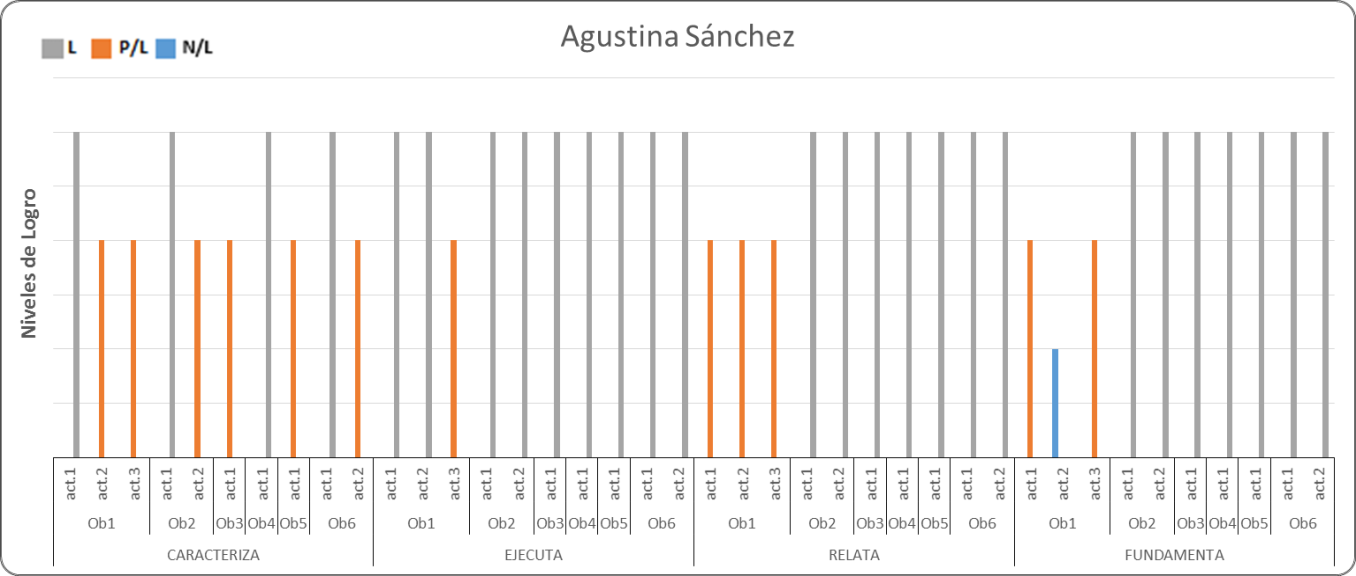 Agustina Sánchez
L P/L N/L
Niveles de Logro
act.1 act.2 act.3 act.1 act.2 act.1 act.1 act.1 act.1 act.2 act.1 act.2 act.3 act.1 act.2 act.1 act.1 act.1 act.1 act.2 act.1 act.2 act.3 act.1 act.2 act.1 act.1 act.1 act.1 act.2 act.1 act.2 act.3 act.1 act.2 act.1 act.1 act.1 act.1 act.2
Ob1 Ob2 Ob3 Ob4 Ob5 Ob6 Ob1 Ob2 Ob3 Ob4 Ob5 Ob6 Ob1 Ob2 Ob3 Ob4 Ob5 Ob6 Ob1 Ob2 Ob3 Ob4 Ob5 Ob6
CARACTERIZA EJECUTA RELATA FUNDAMENTA